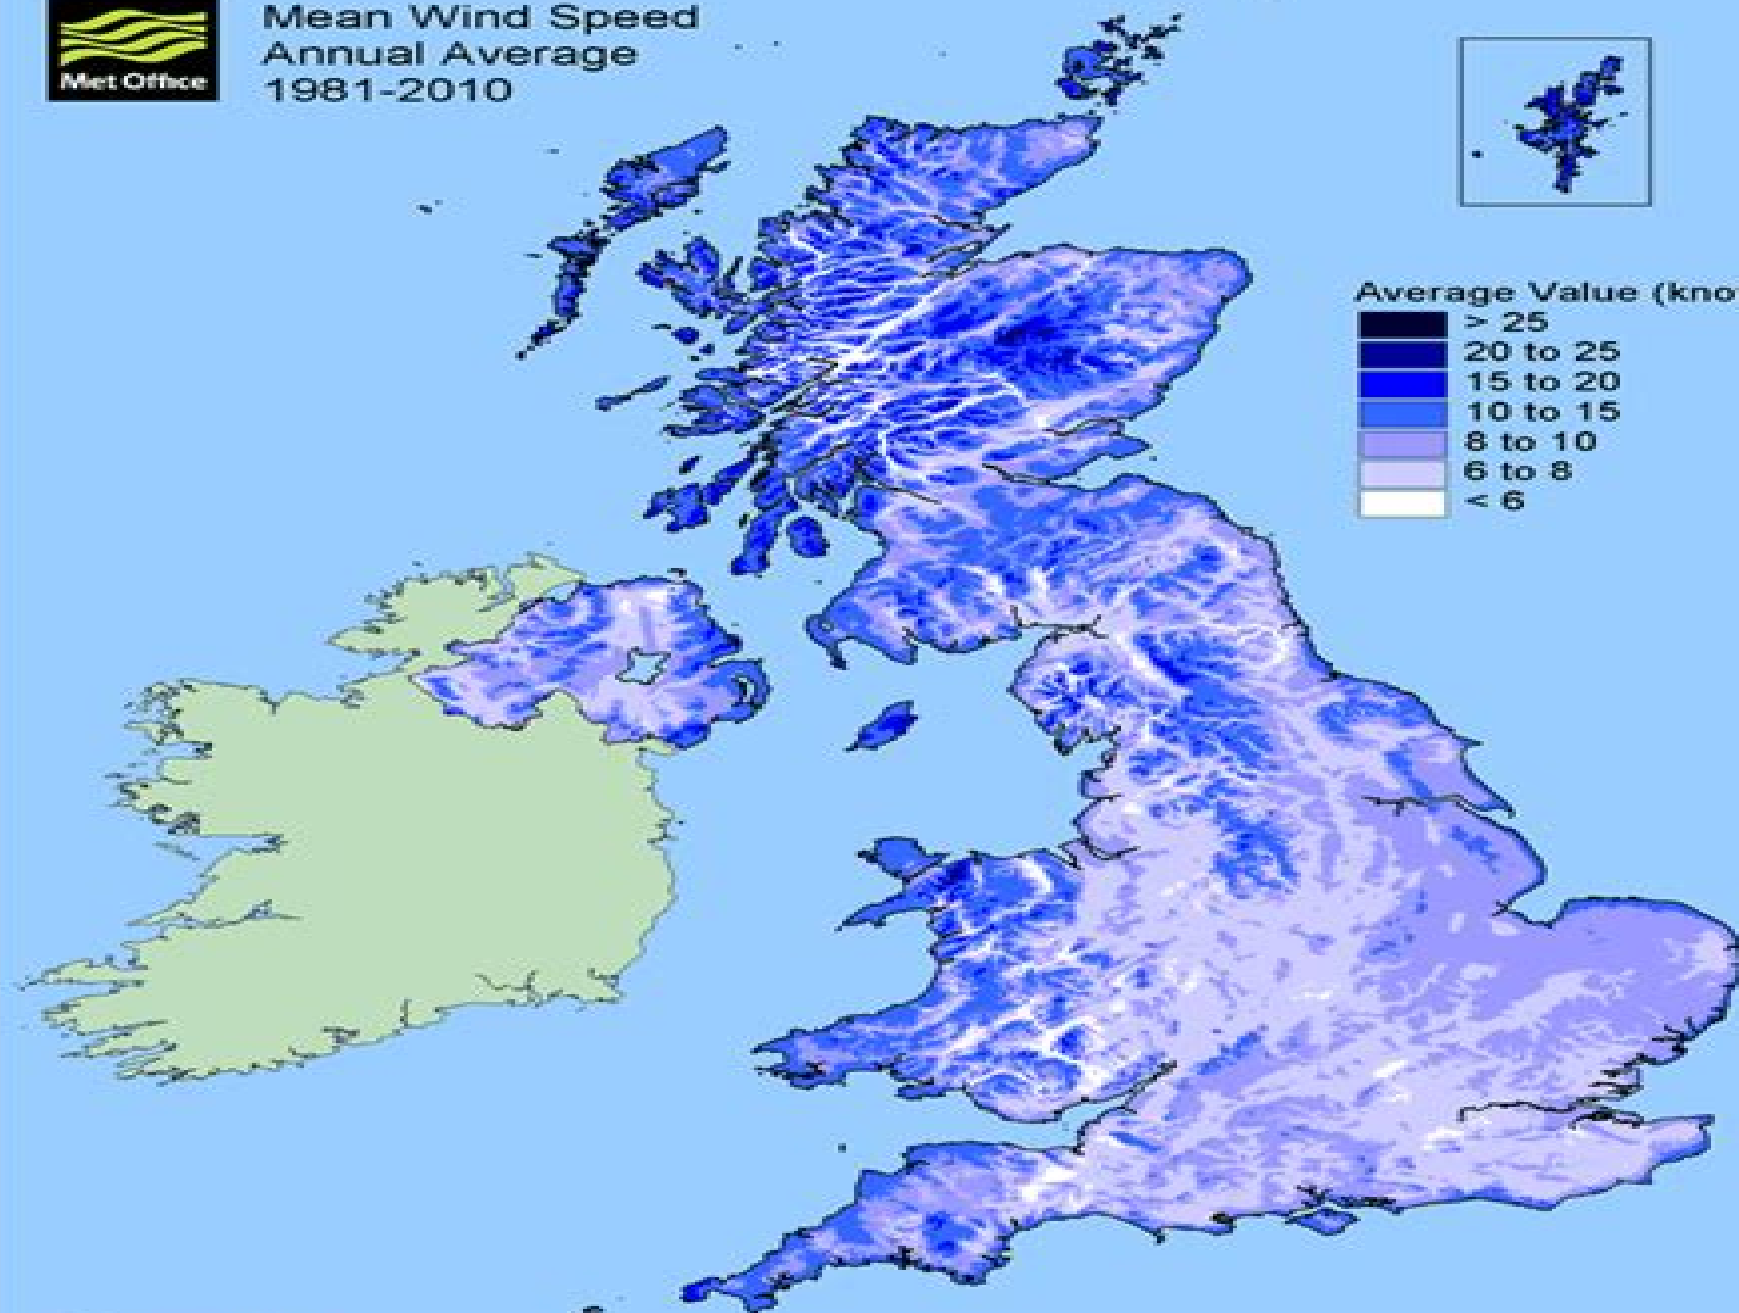 Met Office
Mean Wind Speed
Annual Average
1981-2010
Average Value (kno
> 25
20 to 25
15 to 20
10 to 15
8 to 10
6 to 8
< 6